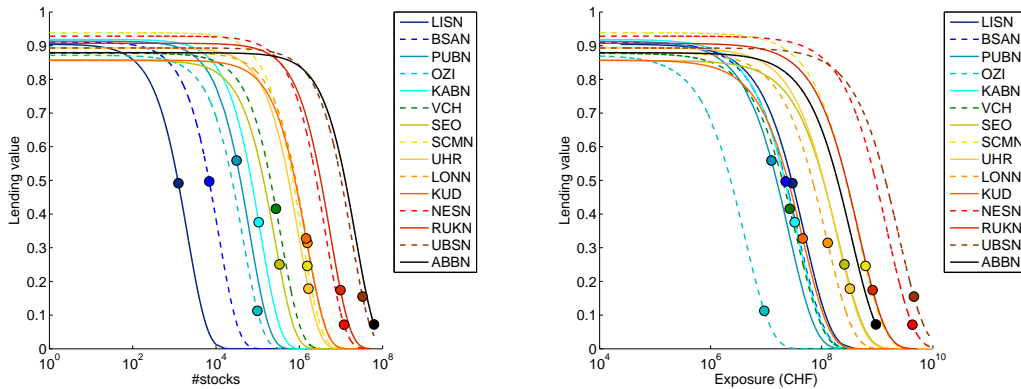 1
0.9
0.8
0.7
0.6
0.5
0.4
0.3
0.2
0.1
0
Lending value
10^0 10^2 10^4 10^6 10^8
#stocks
LISN
BSAN
PUBN
OZI
KABN
VCH
SEO
SCMN
UHR
LONN
KUD
NESN
RUKN
UBSN
ABBN
1
0.9
0.8
0.7
0.6
0.5
0.4
0.3
0.2
0.1
0
Lending value
10^4 10^6 10^8 10^10
Exposure (CHF)
LISN
BSAN
PUBN
OZI
KABN
VCH
SEO
SCMN
UHR
LONN
KUD
NESN
RUKN
UBSN
ABBN